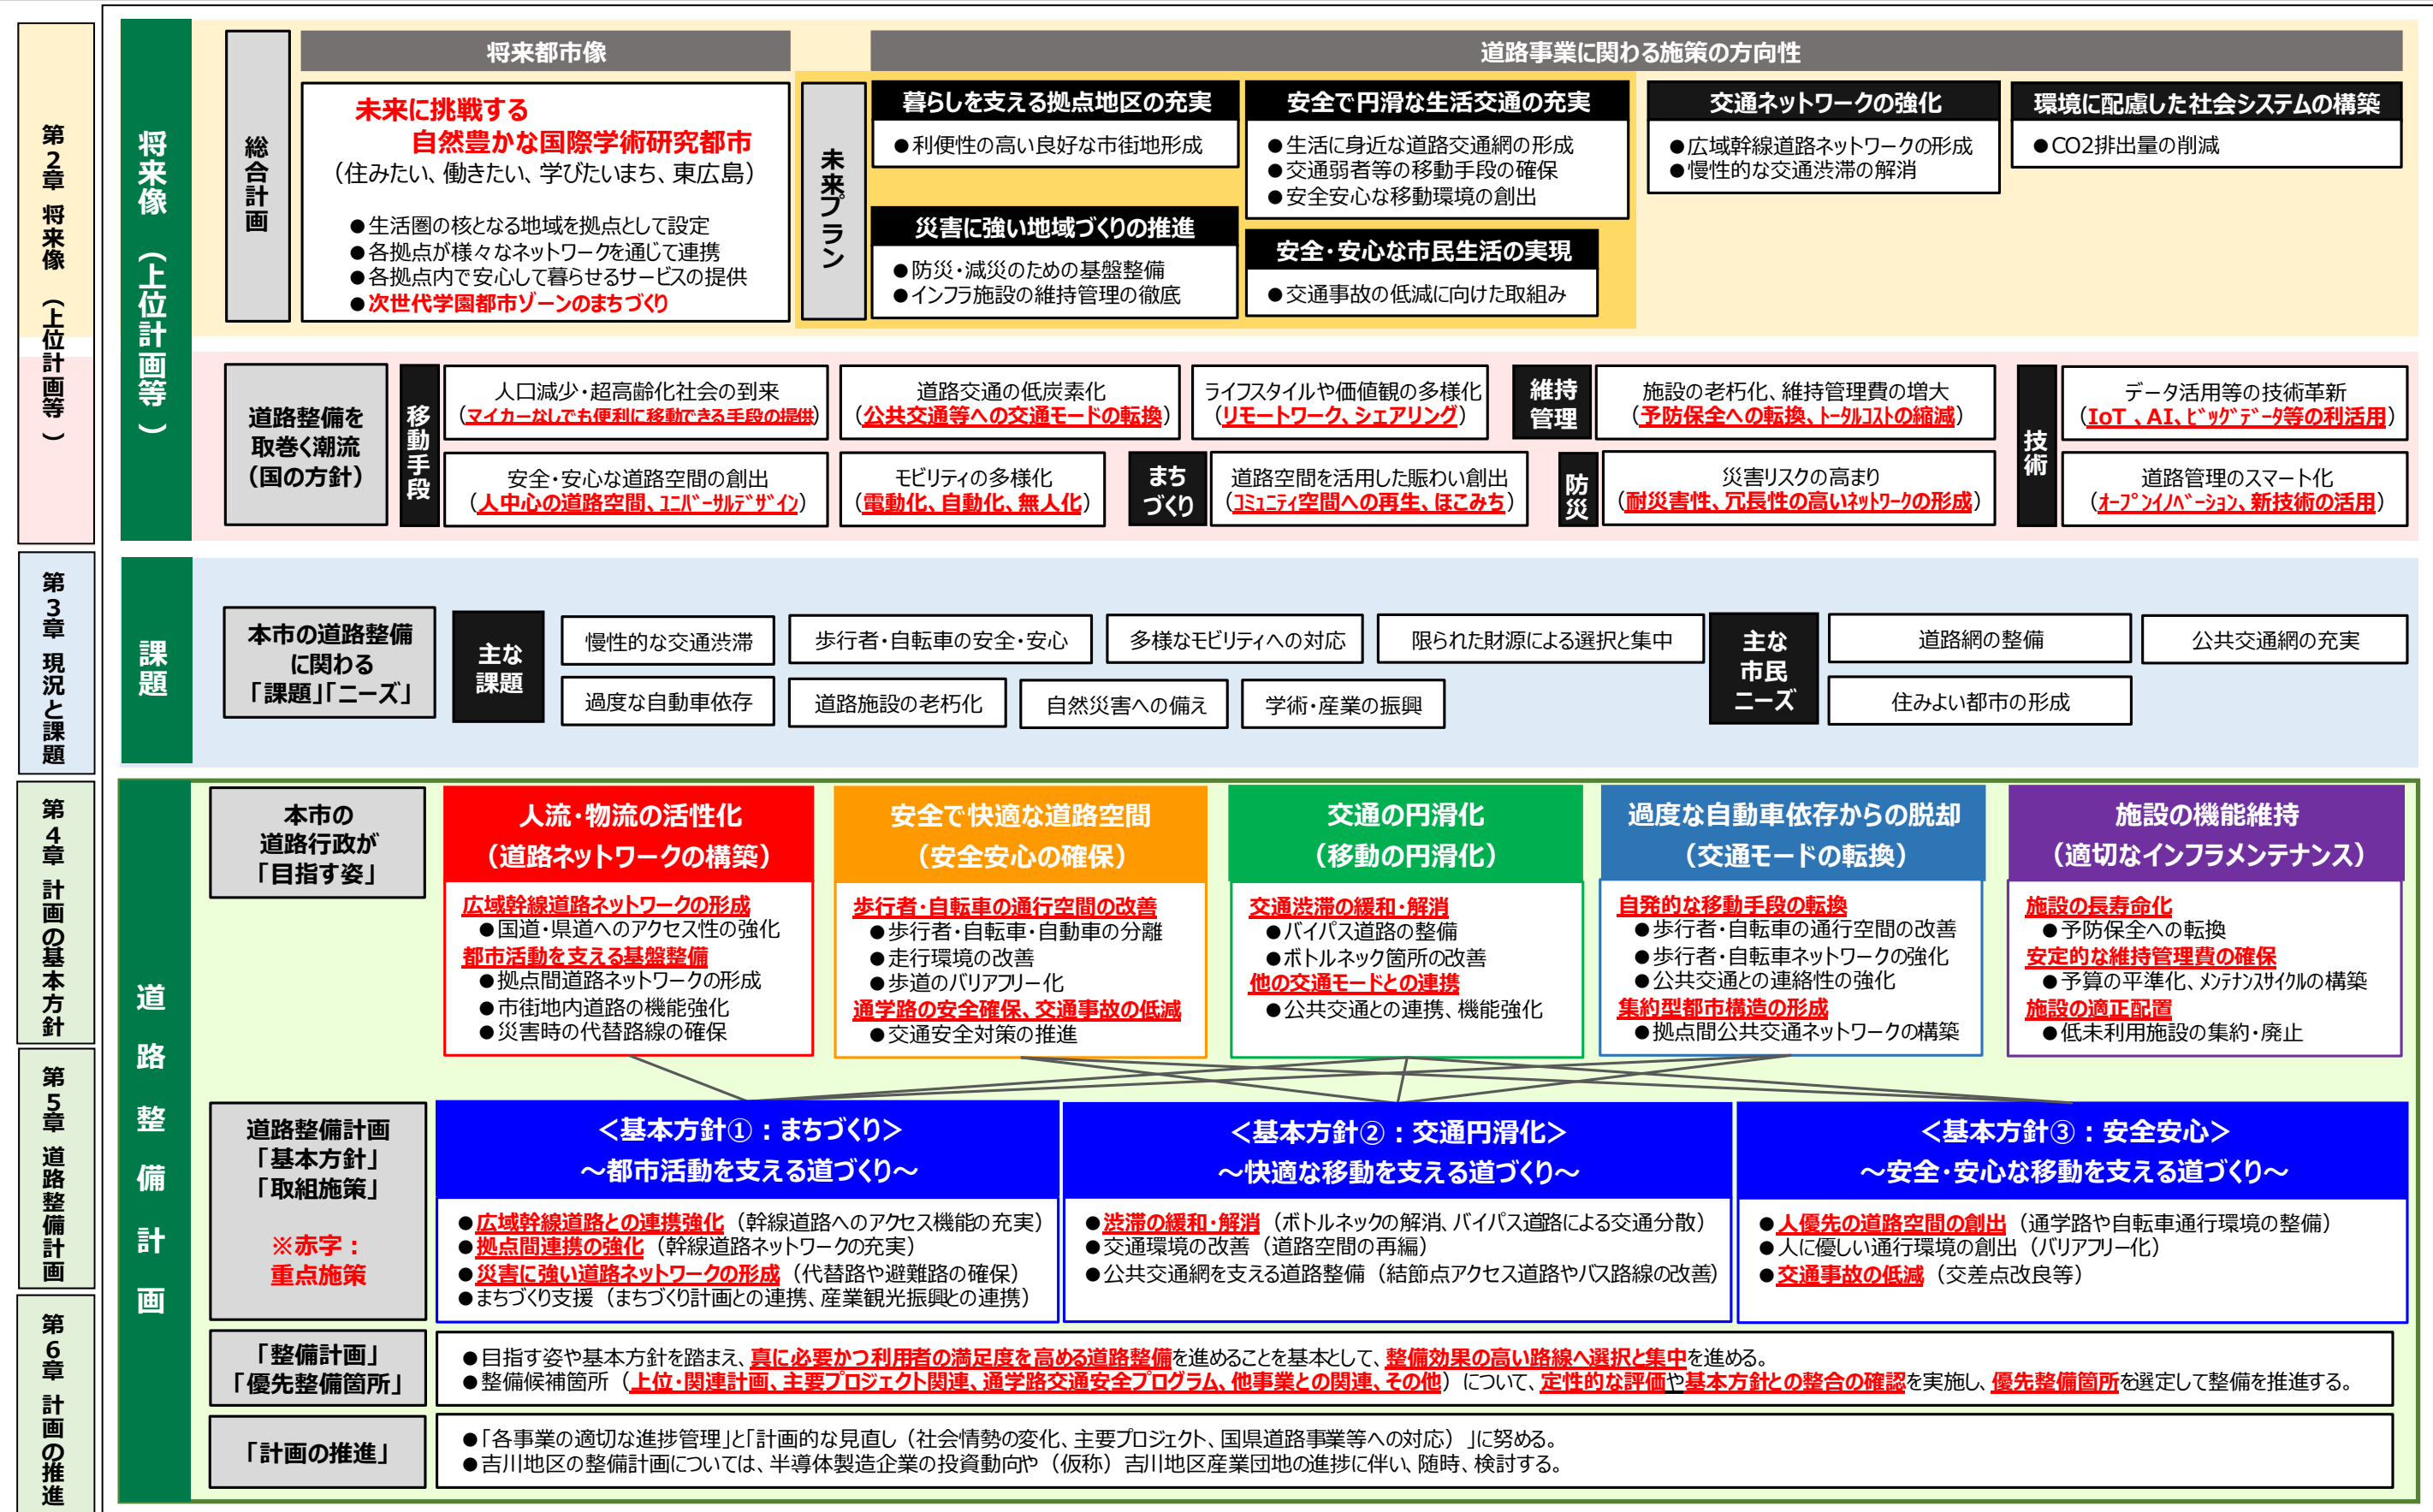 第2章 将来像 (上位計画等)
将来像 (上位計画等)
総合計画
将来都市像
未来に挑戦する
自然豊かな国際学術研究都市
(住みたい、働きたい、学びたいまち、東広島)
●生活圏の核となる地域を拠点として設定
●各拠点が様々なネットワークを通じて連携
●各拠点内で安心して暮らせるサービスの提供
●次世代学園都市ゾーンのまちづくり
道路事業に関わる施策の方向性
未来プラン
暮らしを支える拠点地区の充実
●利便性の高い良好な市街地形成
災害に強い地域づくりの推進
●防災・減災のための基盤整備
●インフラ施設の維持管理の徹底
安全で円滑な生活交通の充実
●生活に身近な道路交通網の形成
●交通弱者等の移動手段の確保
●安全安心な移動環境の創出
安全・安心な市民生活の実現
●交通事故の低減に向けた取組み
交通ネットワークの強化
●広域幹線道路ネットワークの形成
●慢性的な交通渋滞の解消
環境に配慮した社会システムの構築
●CO2排出量の削減
道路整備を
取巻く潮流
(国の方針)
移動手段
人口減少・超高齢化社会の到来
(マイカーなしでも便利に移動できる手段の提供)
道路交通の低炭素化
(公共交通等への交通モードの転換)
ライフスタイルや価値観の多様化
(リモートワーク、シェアリング)
安全・安心な道路空間の創出
(人中心の道路空間、ユニバーサルデザイン)
モビリティの多様化
(電動化、自動化、無人化)
まち
づくり
道路空間を活用した賑わい創出
(コミュニティ空間への再生、ほこみち)
維持
管理
施設の老朽化、維持管理費の増大
(予防保全への転換、トータルコストの縮減)
防災
災害リスクの高まり
(耐災害性、冗長性の高いネットワークの形成)
技術
データ活用等の技術革新
(IoT 、AI、ビッグデータ等の利活用)
道路管理のスマート化
(オープンイノベーション、新技術の活用)
第3章 現況と課題
課題
本市の道路整備
に関わる
「課題」「ニーズ」
主な
課題
慢性的な交通渋滞
歩行者・自転車の安全・安心
多様なモビリティへの対応
限られた財源による選択と集中
過度な自動車依存
道路施設の老朽化
自然災害への備え
学術・産業の振興
主な
市民
ニーズ
道路網の整備
公共交通網の充実
住みよい都市の形成
第4章 計画の基本方針
第5章 道路整備計画
第6章 計画の推進
道路整備計画
本市の
道路行政が
「目指す姿」
人流・物流の活性化
(道路ネットワークの構築)
広域幹線道路ネットワークの形成
●国道・県道へのアクセス性の強化
都市活動を支える基盤整備
●拠点間道路ネットワークの形成
●市街地内道路の機能強化
●災害時の代替路線の確保
安全で快適な道路空間
(安全安心の確保)
歩行者・自転車の通行空間の改善
●歩行者・自転車・自動車の分離
●走行環境の改善
●歩道のバリアフリー化
通学路の安全確保、交通事故の低減
●交通安全対策の推進
交通の円滑化
(移動の円滑化)
交通渋滞の緩和・解消
●バイパス道路の整備
●ボトルネック箇所の改善
他の交通モードとの連携
●公共交通との連携、機能強化
過度な自動車依存からの脱却
(交通モードの転換)
自発的な移動手段の転換
●歩行者・自転車の通行空間の改善
●歩行者・自転車ネットワークの強化
●公共交通との連絡性の強化
集約型都市構造の形成
●拠点間公共交通ネットワークの構築
施設の機能維持
(適切なインフラメンテナンス)
施設の長寿命化
●予防保全への転換
安定的な維持管理費の確保
●予算の平準化、メンテナンスサイクルの構築
施設の適正配置
●低未利用施設の集約・廃止
道路整備計画
「基本方針」
「取組施策」
※赤字：
重点施策
<基本方針①：まちづくり>
～都市活動を支える道づくり～
●広域幹線道路との連携強化 (幹線道路へのアクセス機能の充実)
●拠点間連携の強化 (幹線道路ネットワークの充実)
●災害に強い道路ネットワークの形成 (代替路や避難路の確保)
●まちづくり支援 (まちづくり計画との連携、産業観光振興との連携)
<基本方針②：交通円滑化>
～快適な移動を支える道づくり～
●渋滞の緩和・解消 (ボトルネックの解消、バイパス道路による交通分散)
●交通環境の改善 (道路空間の再編)
●公共交通網を支える道路整備 (結節点アクセス道路やバス路線の改善)
<基本方針③：安全安心>
～安全・安心な移動を支える道づくり～
●人優先の道路空間の創出 (通学路や自転車通行環境の整備)
●人に優しい通行環境の創出 (バリアフリー化)
●交通事故の低減 (交差点改良等)
「整備計画」
「優先整備箇所」
●目指す姿や基本方針を踏まえ、真に必要かつ利用者の満足度を高める道路整備を進めることを基本として、整備効果の高い路線へ選択と集中を進める。
●整備候補箇所 (上位・関連計画、主要プロジェクト関連、通学路交通安全プログラム、他事業との関連、その他) について、定性的な評価や基本方針との整合の確認を実施し、優先整備箇所を選定して整備を推進する。
「計画の推進」
●「各事業の適切な進捗管理」と「計画的な見直し (社会情勢の変化、主要プロジェクト、国県道路事業等への対応) 」に努める。
●吉川地区の整備計画については、半導体製造企業の投資動向や (仮称) 吉川地区産業団地の進捗に伴い、随時、検討する。